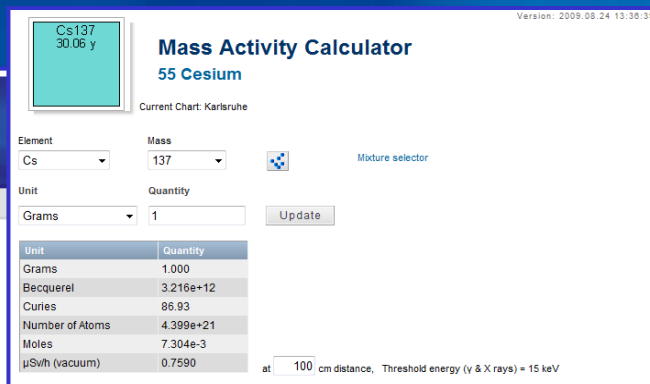 Version: 2009.08.24 13:36:35
Cs137
30.06 y
Mass Activity Calculator
55 Cesium
Current Chart: Karlsruhe
Element Mass
Cs 137 Mixture selector
Unit Quantity
Grams 1 Update
Unit Quantity
Grams 1.000
Becquerel 3.216e+12
Curies 86.93
Number of Atoms 4.399e+21
Moles 7.304e-3
µSv/h (vacuum) 0.7590 at 100 cm distance, Threshold energy (γ & X rays) = 15 keV